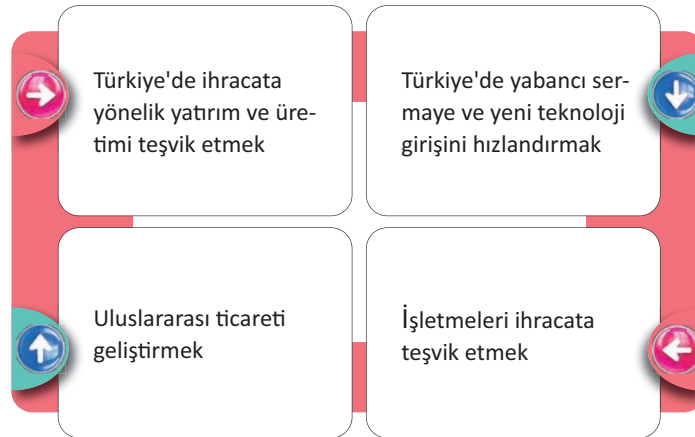 Türkiye'de ihracata
yönelik yatırım ve üre-
timi teşvik etmek
Türkiye'de yabancı ser-
maye ve yeni teknoloji
girişini hızlandırmak
Uluslararası ticareti
geliştirmek
İşletmeleri ihracata
teşvik etmek